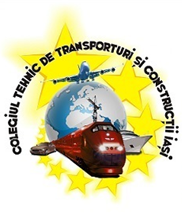 COLEGIUL TEHNIC DE TRANSPORTURI ȘI CONSTRUCȚII IAȘI